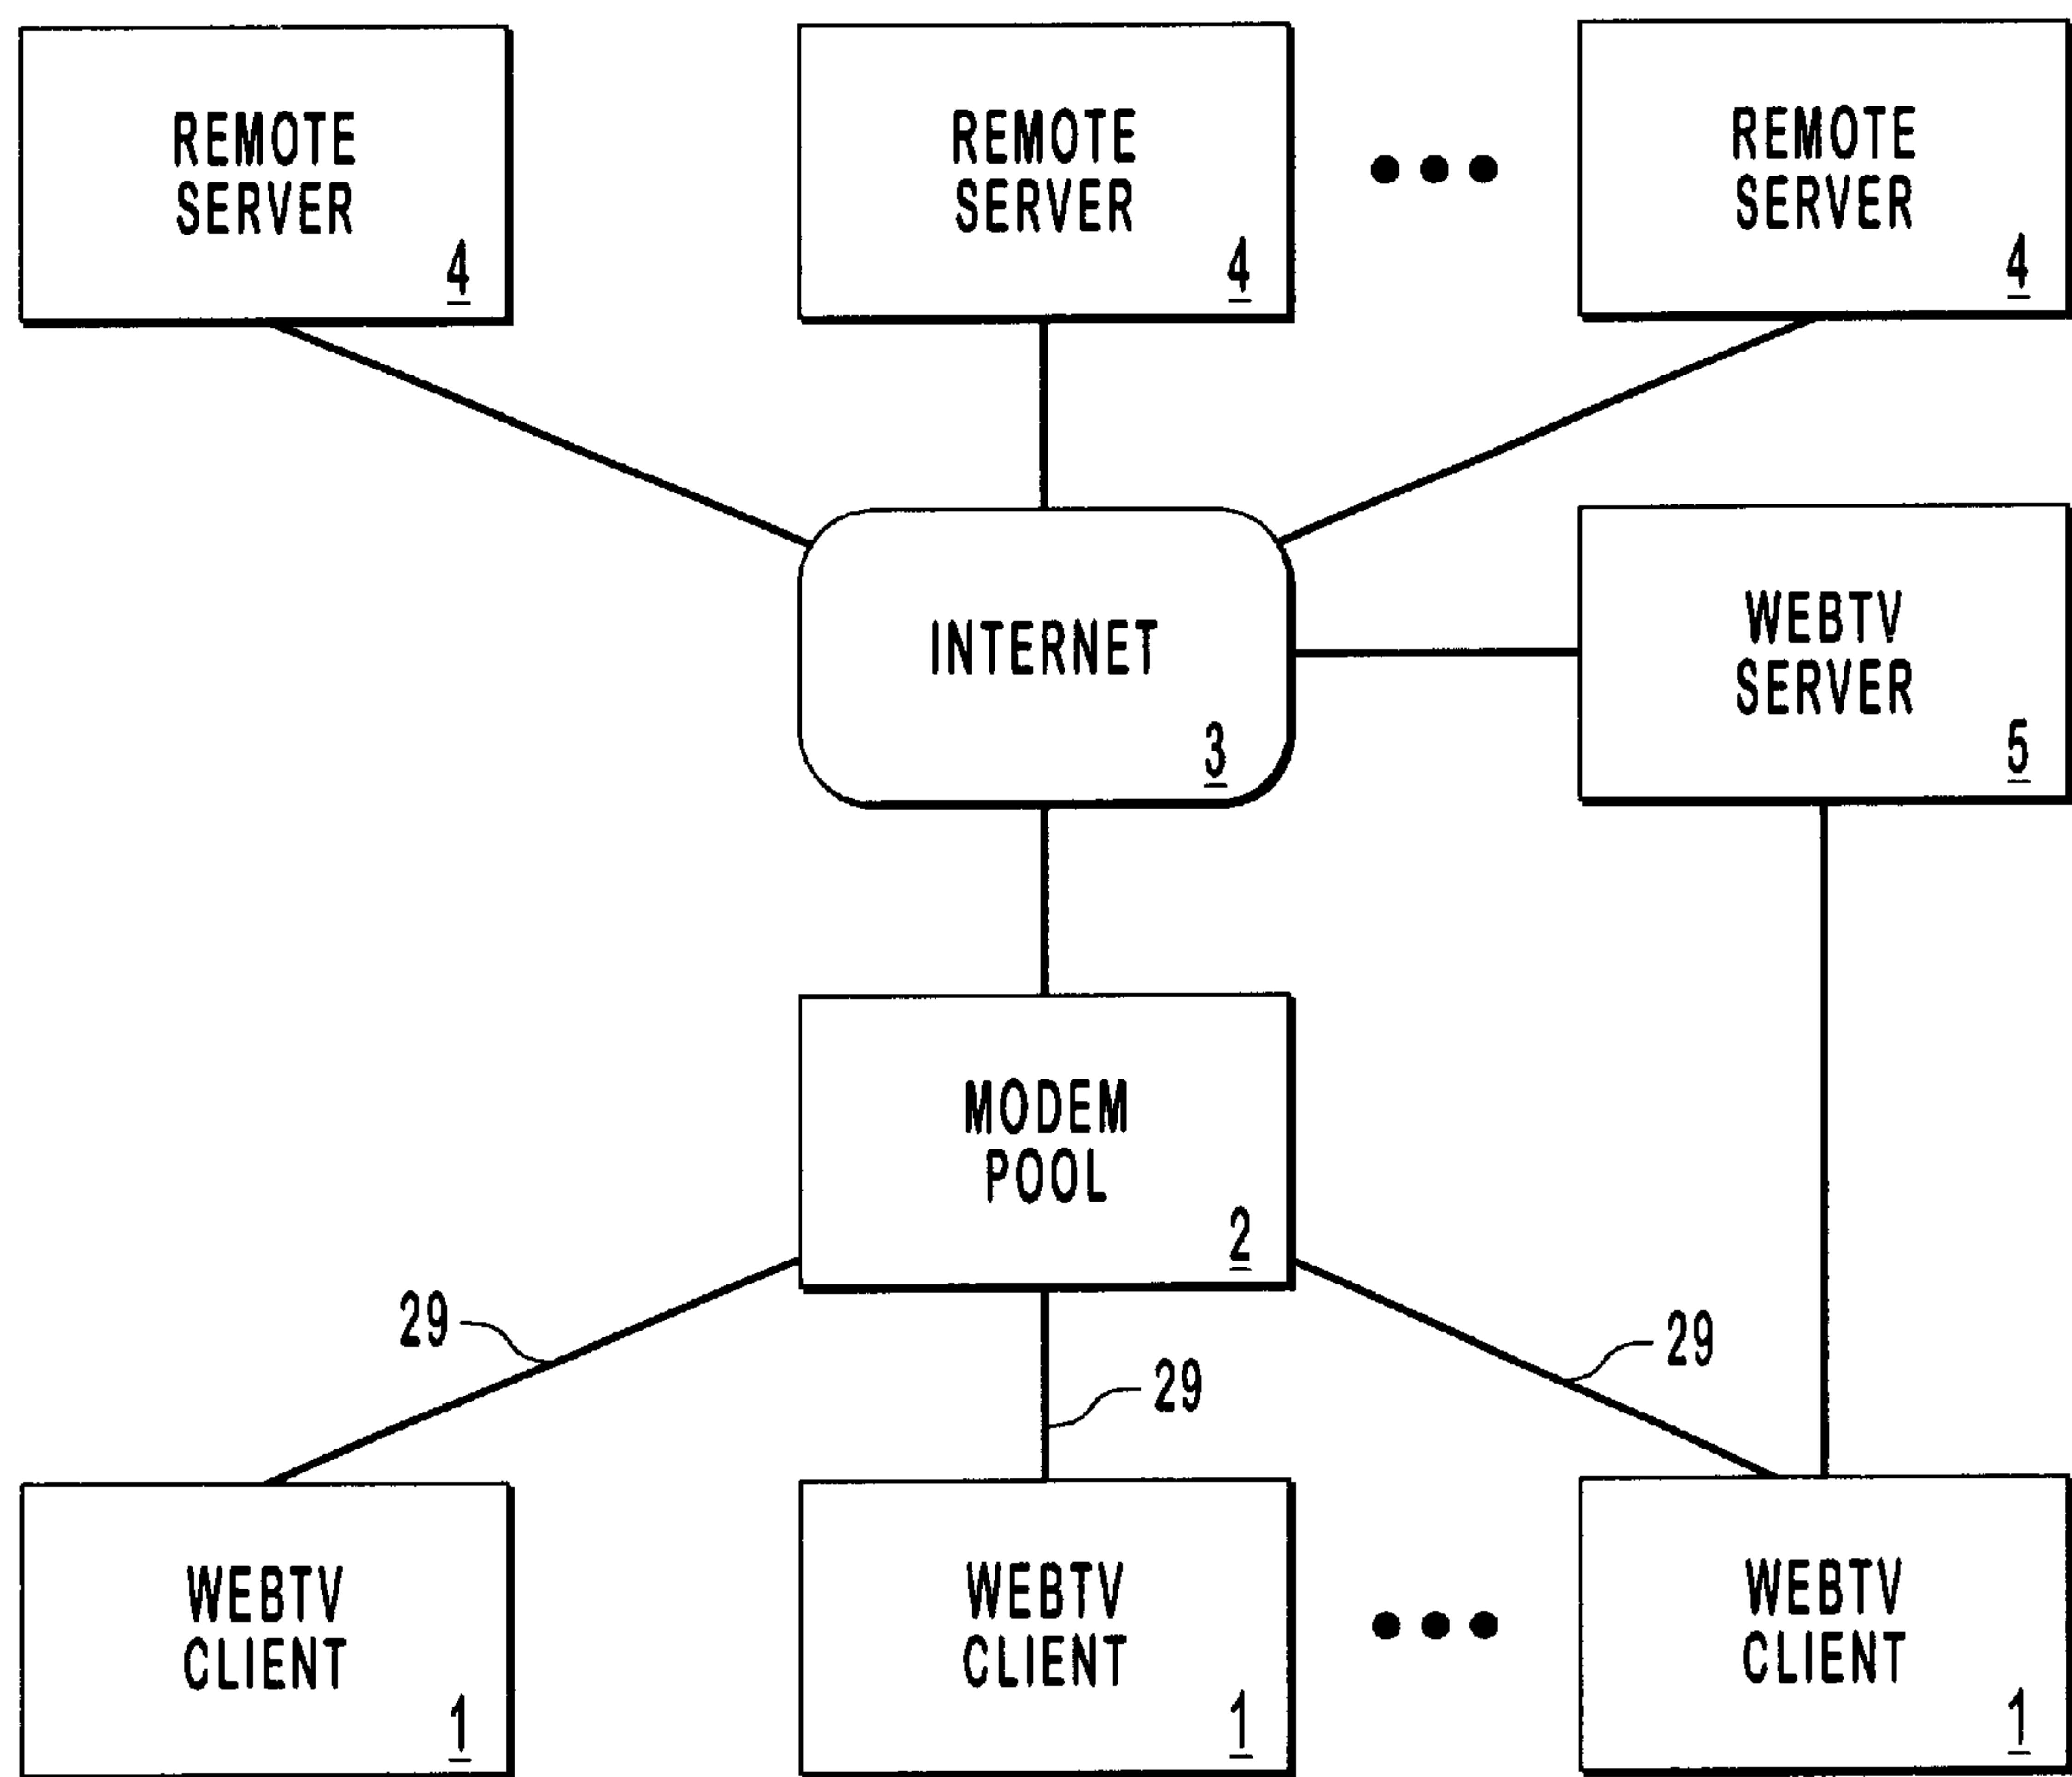 REMOTE
SERVER
4
REMOTE
SERVER
4
REMOTE
SERVER
4
INTERNET
3
WEBTV
SERVER
5
MODEM
POOL
2
29
29
29
WEBTV
CLIENT
1
WEBTV
CLIENT
1
WEBTV
CLIENT
1